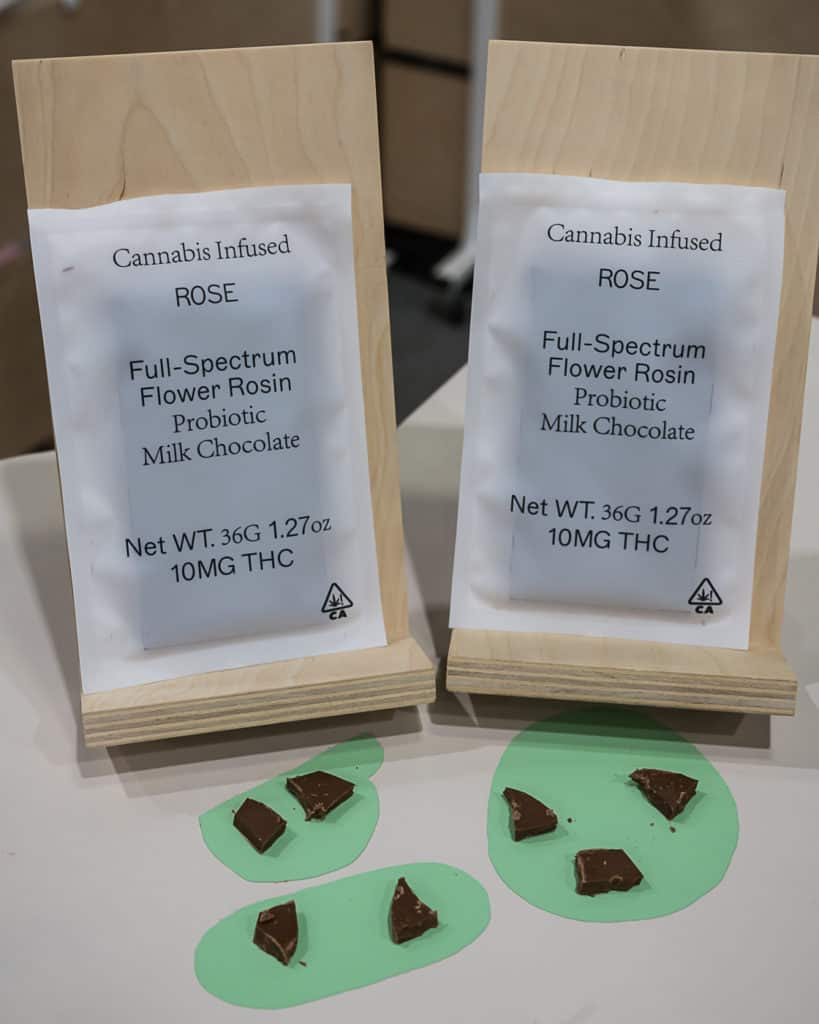 Cannabis Infused
ROSE
Full-Spectrum
Flower Rosin
Probiotic
Milk Chocolate
Net WT. 36G 1.27oz
10MG THC
CA
Cannabis Infused
ROSE
Full-Spectrum
Flower Rosin
Probiotic
Milk Chocolate
Net WT. 36G 1.27oz
10MG THC
CA